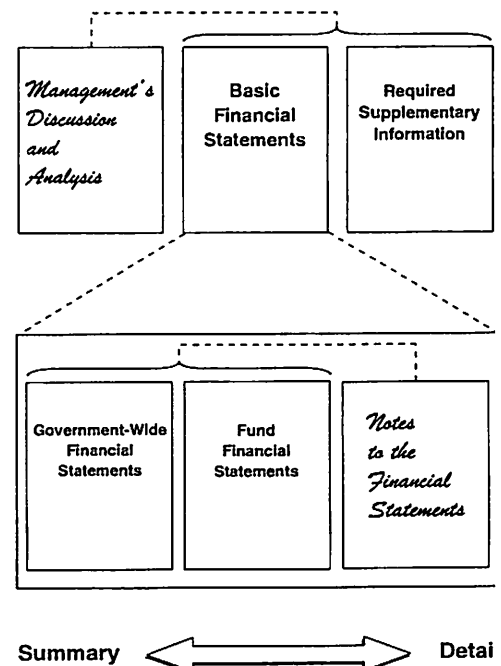 Management's
Discussion
and
Analysis
Basic
Financial
Statements
Required
Supplementary
Information
Government-Wide
Financial
Statements
Fund
Financial
Statements
Notes
to the
Financial
Statements
Summary
Detai